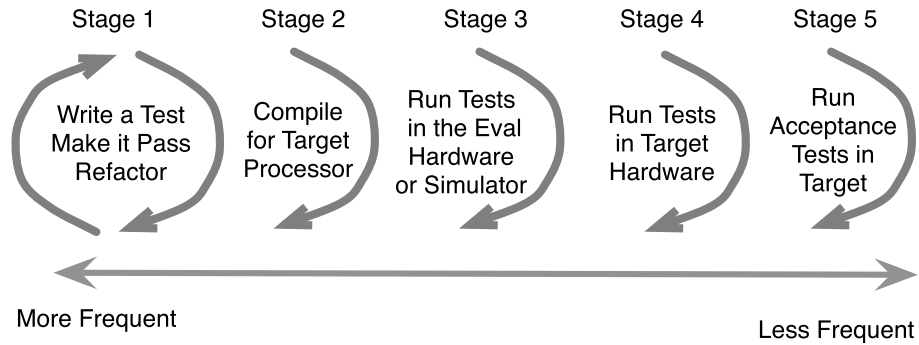 Stage 1
Stage 2
Stage 3
Stage 4
Stage 5
Write a Test
Make it Pass
Refactor
Compile
for Target
Processor
Run Tests
in the Eval
Hardware
or Simulator
Run Tests
in Target
Hardware
Run
Acceptance
Tests in
Target
More Frequent
Less Frequent